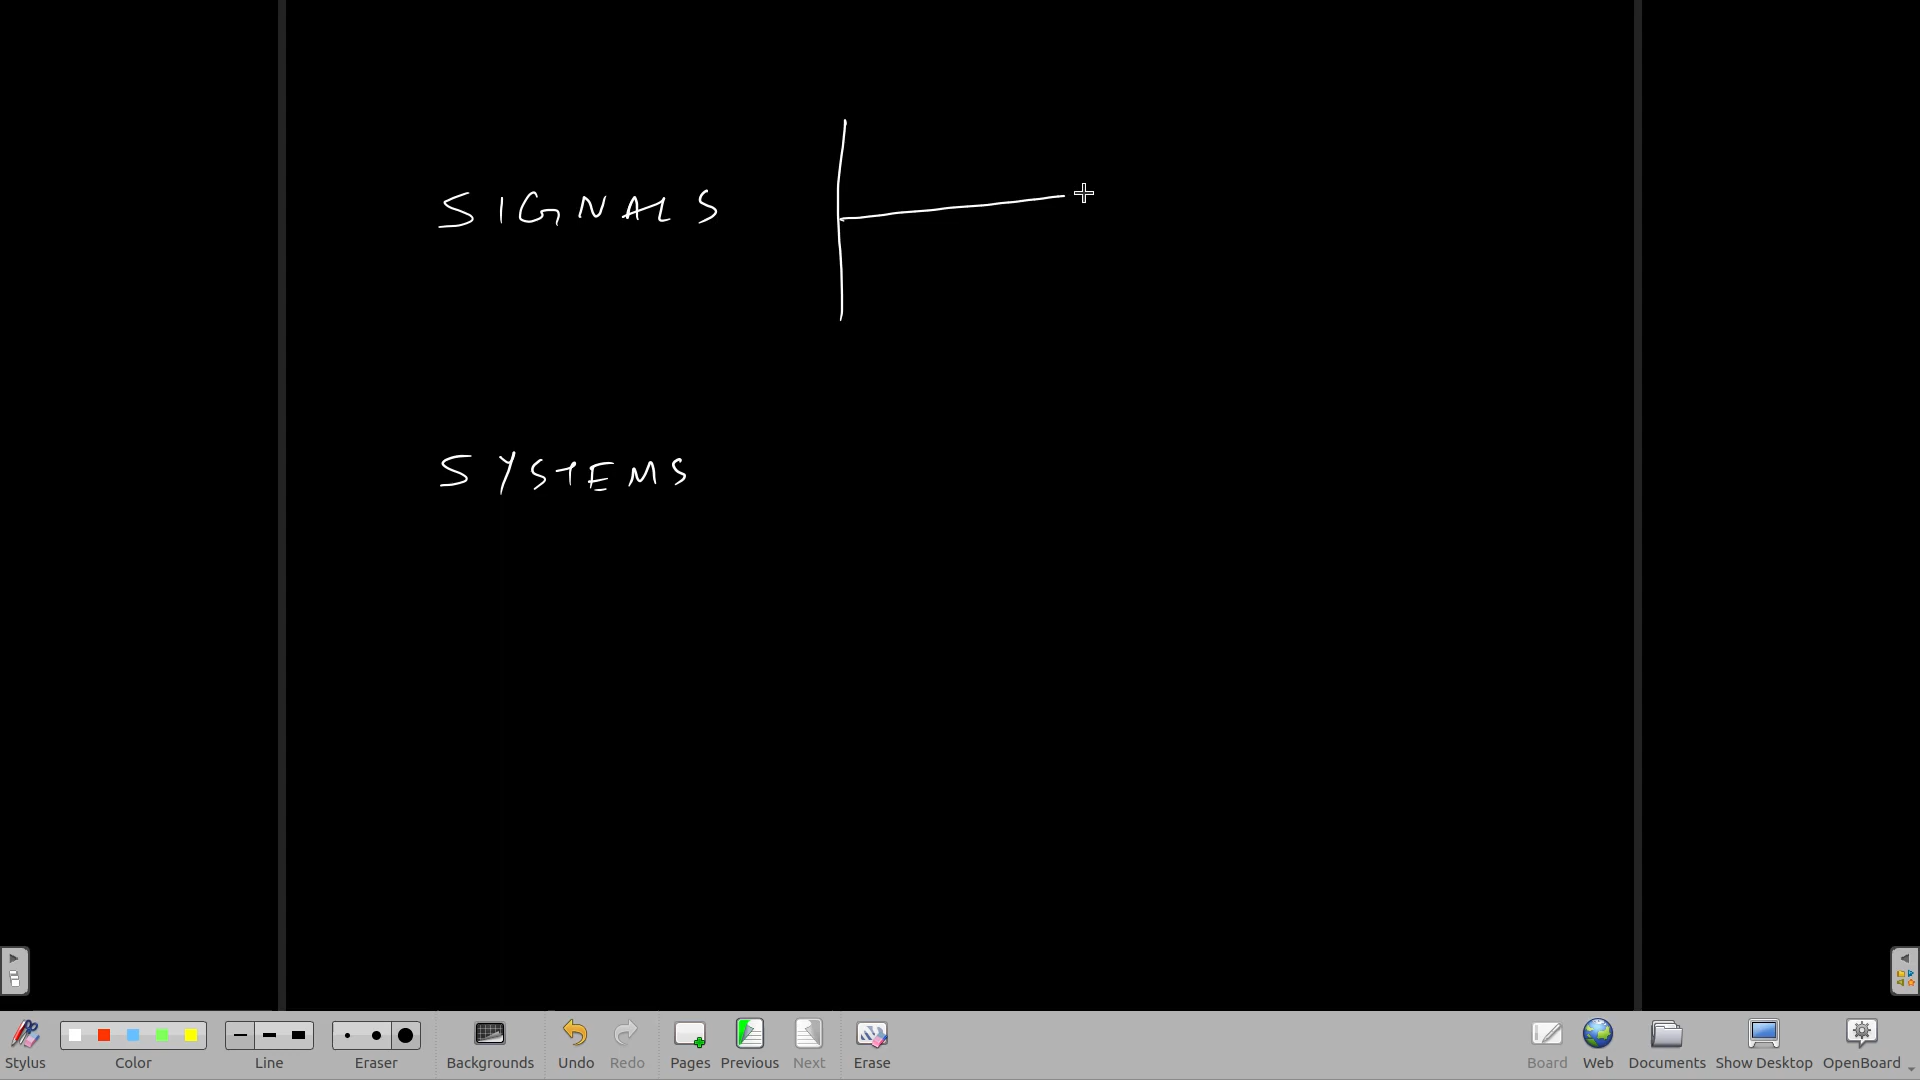 SIGNALS
SYSTEMS
Stylus Color Line Eraser Backgrounds Undo Redo Pages Previous Next Erase Board Web Documents Show Desktop OpenBoard